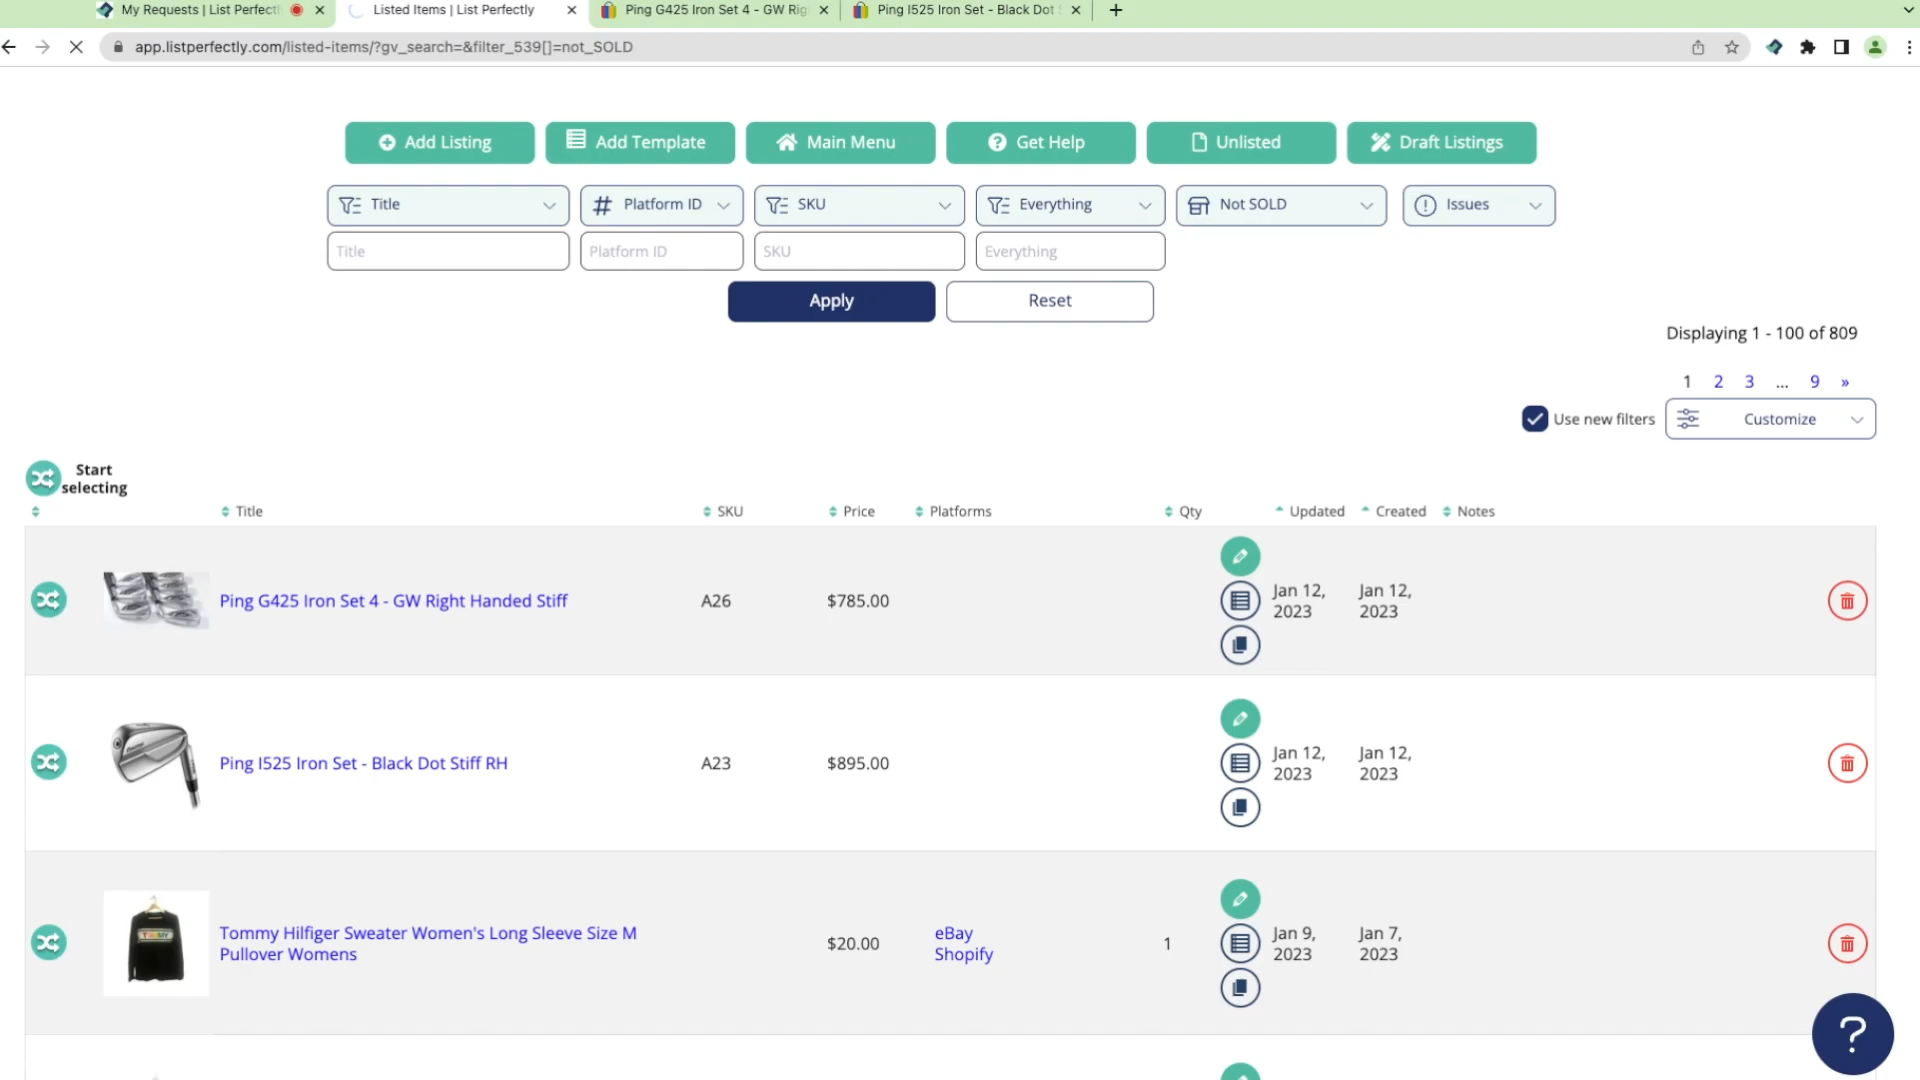 My Requests | List Perfectl
Listed Items | List Perfectly
Ping G425 Iron Set 4 - GW Rig
Ping I525 Iron Set - Black Dot
app.listperfectly.com/listed-items/?gv_search=&filter_539[]=not_SOLD
Add Listing
Add Template
Main Menu
Get Help
Unlisted
Draft Listings
Title
Platform ID
SKU
Everything
Not SOLD
Issues
Title
Platform ID
SKU
Everything
Apply
Reset
Displaying 1 - 100 of 809
1 2 3 ... 9 »
Use new filters
Customize
Start
selecting
Title
SKU
Price
Platforms
Qty
Updated
Created
Notes
Ping G425 Iron Set 4 - GW Right Handed Stiff
A26
$785.00
Jan 12,
2023
Jan 12,
2023
Ping I525 Iron Set - Black Dot Stiff RH
A23
$895.00
Jan 12,
2023
Jan 12,
2023
Tommy Hilfiger Sweater Women's Long Sleeve Size M
Pullover Womens
$20.00
eBay
Shopify
1
Jan 9,
2023
Jan 7,
2023